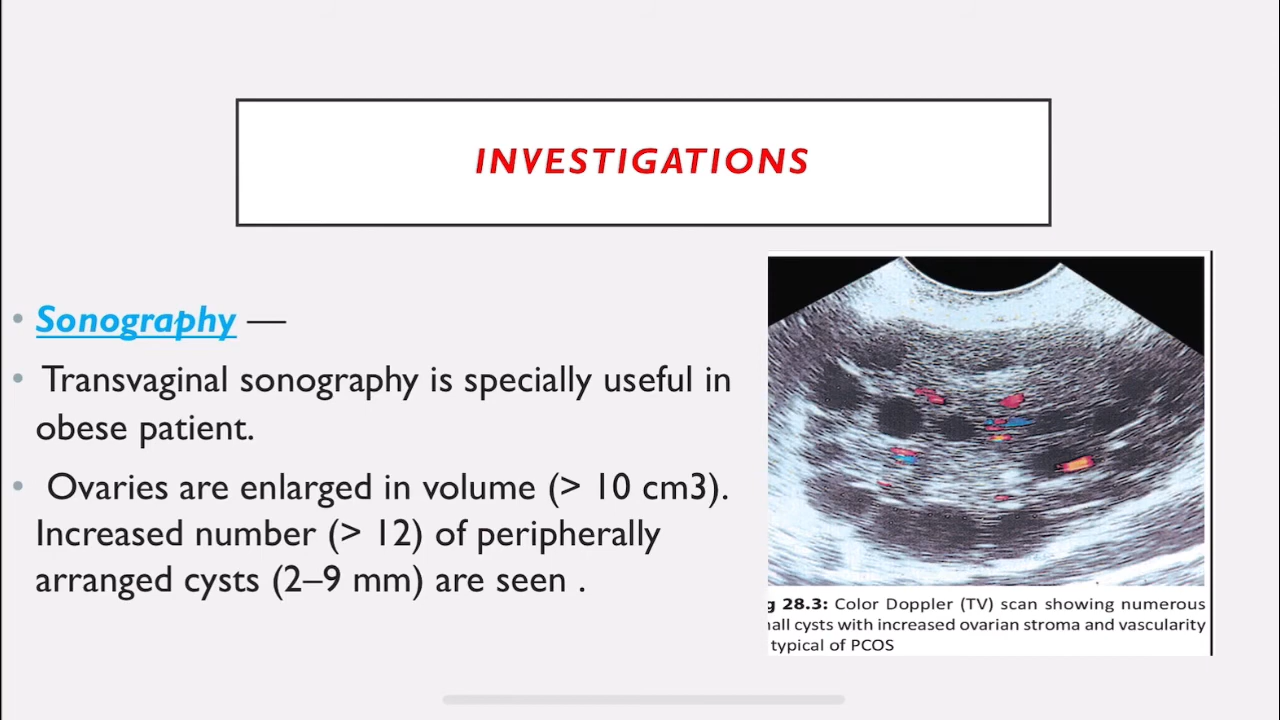 INVESTIGATIONS
• Sonography —
• Transvaginal sonography is specially useful in
obese patient.
• Ovaries are enlarged in volume (> 10 cm3).
Increased number (> 12) of peripherally
arranged cysts (2–9 mm) are seen .
g 28.3: Color Doppler (TV) scan showing numerous
all cysts with increased ovarian stroma and vascularity
typical of PCOS